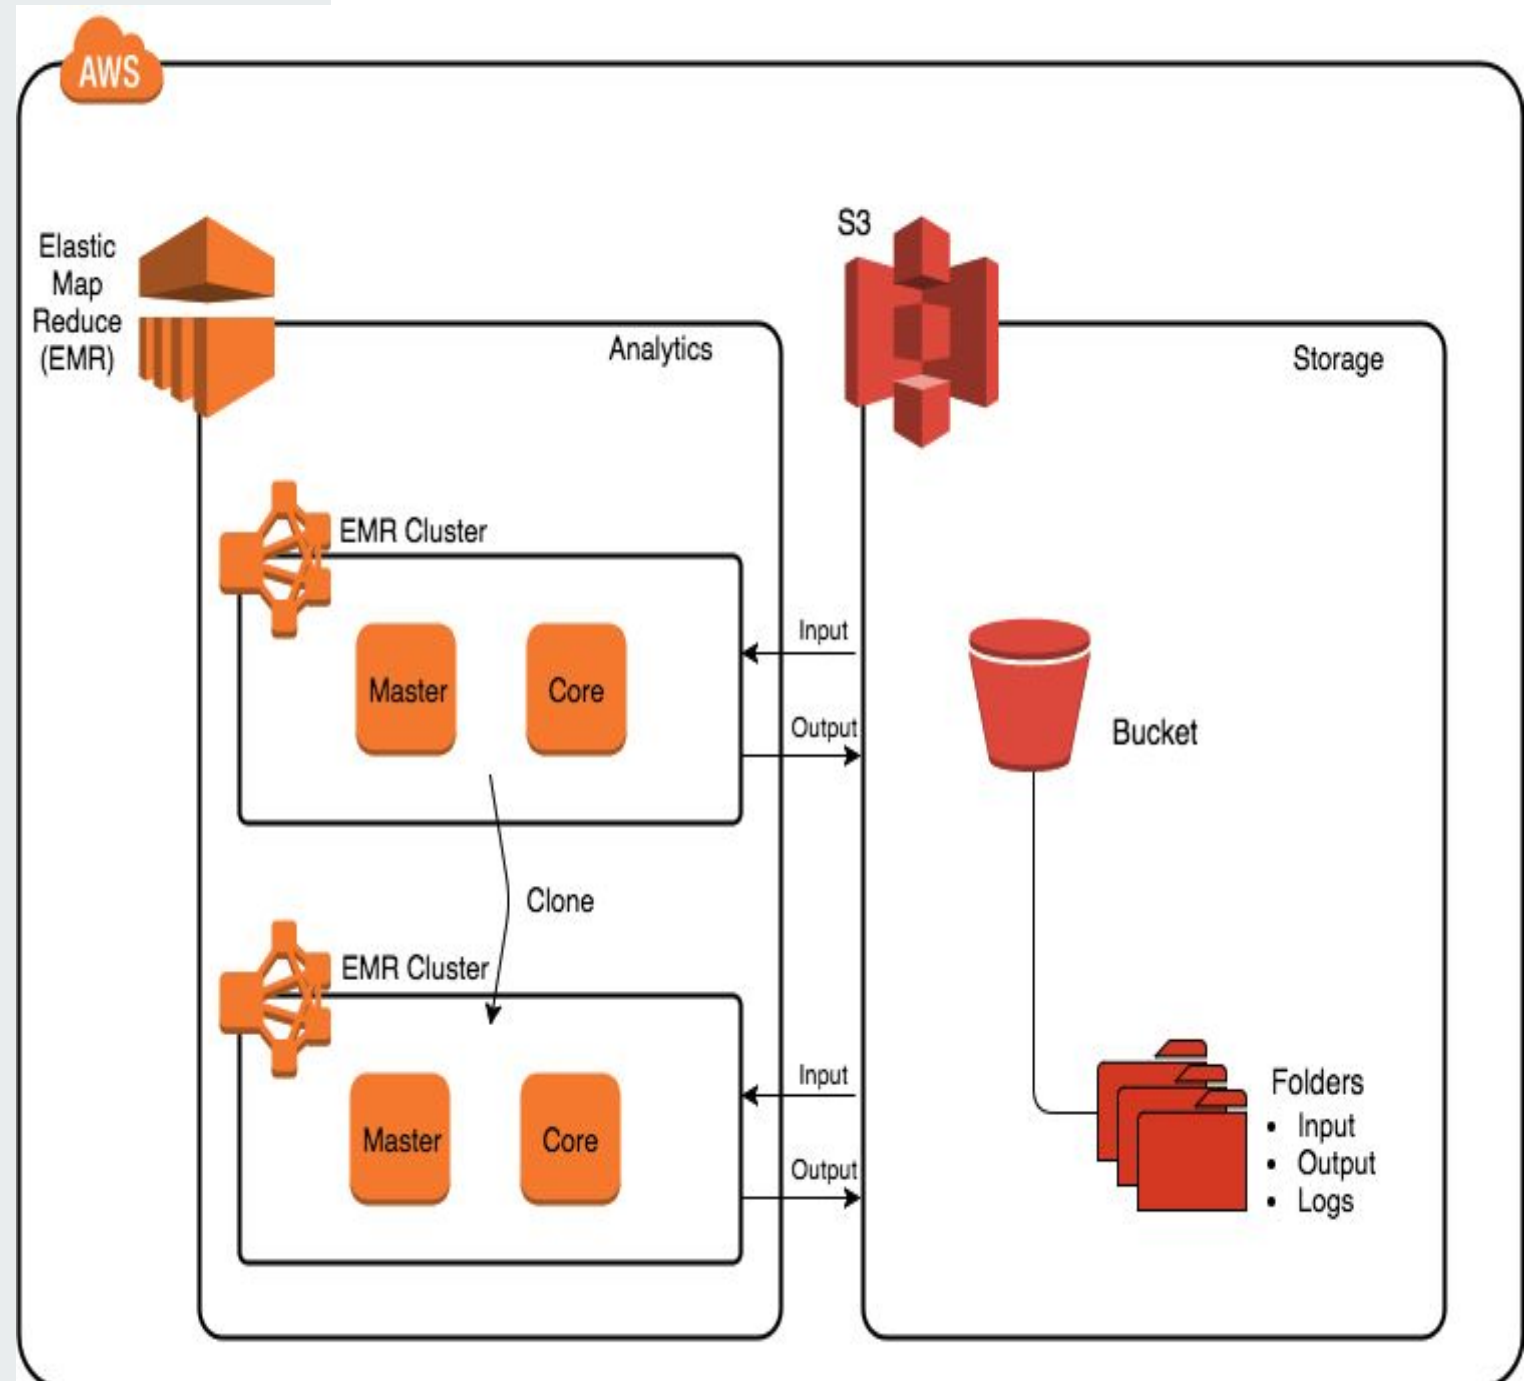 AWS
Elastic
Map
Reduce
(EMR)
Analytics
S3
Storage
EMR Cluster
Master
Core
Input
Output
Bucket
Clone
EMR Cluster
Master
Core
Input
Output
Folders
• Input
• Output
• Logs